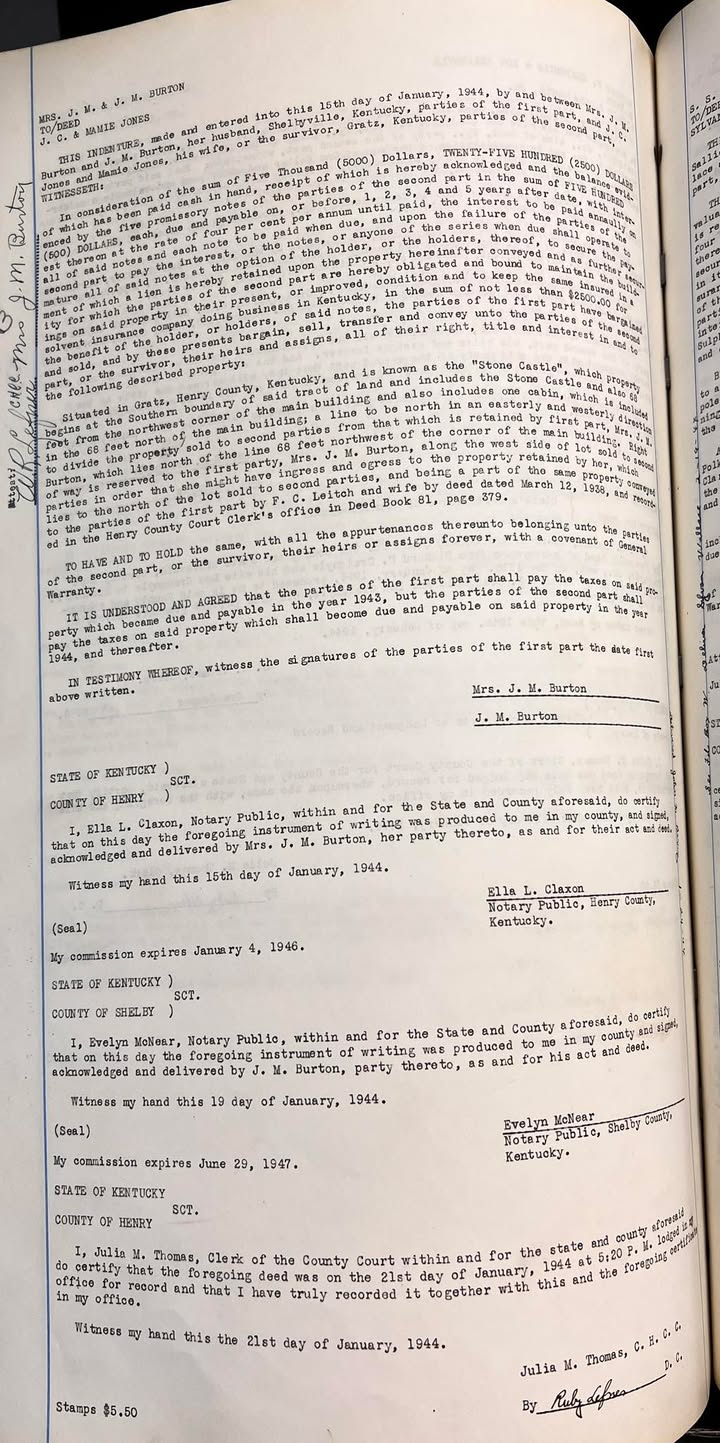 MRS. J. M. & J. M. BURTON
TO/DEED
J. C. & MAMIE JONES
THIS INDENTURE, made and entered into this 15th day of January, 1944, by and between Mrs. J. M.
Burton and J. M. Burton, her husband, Shelbyville, Kentucky, parties of the first part, and J. C.
Jones and Mamie Jones, his wife, or the survivor, Gratz, Kentucky, parties of the second part,
WITNESSETH:
In consideration of the sum of Five Thousand (5000) Dollars, TWENTY-FIVE HUNDRED (2500) DOLLARS
of which has been paid cash in hand, receipt of which is hereby acknowledged and the balance evid-
enced by the five promissory notes of the parties of the second part in the sum of FIVE HUNDRED
(500) DOLLARS, each, due and payable on, or before, 1, 2, 3, 4 and 5 years after date, with inter-
est thereon at the rate of four per cent per annum until paid, the interest to be paid annually on
all of said notes and each note to be paid when due, and upon the failure of the parties of the
second part to pay the interest, or the notes, or anyone of the series when due shall operate to
mature all of said notes at the option of the holder, or the holders, thereof, to secure the pay-
ment of which a lien is hereby retained upon the property hereinafter conveyed and as further
ity for which the parties of the second part are hereby obligated and bound to maintain the build-
ings on said property in their present, or improved, condition and to keep the same insured in a
solvent insurance company doing business in Kentucky, in the sum of not less than $2500.00 for
the benefit of the holder, or holders, of said notes, the parties of the first part have bargained
and sold, and by these presents bargain, sell, transfer and convey unto the parties of the second
part, or the survivor, their heirs and assigns, all of their right, title and interest in and to
the following described property:
Situated in Gratz, Henry County, Kentucky, and is known as the "Stone Castle", which property
begins at the Southern boundary of said tract of land and includes the Stone Castle and also 68
feet from the northwest corner of the main building and also includes one cabin, which is included
in the 68 feet north of the main building; a line to be north in an easterly and westerly direction
to divide the property sold to second parties from that which is retained by first part, Mrs. J. M.
Burton, which lies north of the line 68 feet northwest of the corner of the main building. Right
of way is reserved to the first party, Mrs. J. M. Burton, along the west side of lot sold to second
parties in order that she might have ingress and egress to the property retained by her, which
lies to the north of the lot sold to second parties, and being a part of the same property conveyed
to the parties of the first part by F. C. Leitch and wife by deed dated March 12, 1938, and record-
ed in the Henry County Court Clerk's office in Deed Book 81, page 379.
TO HAVE AND TO HOLD the same, with all the appurtenances thereunto belonging unto the parties
of the second part, or the survivor, their heirs or assigns forever, with a covenant of General
Warranty.
IT IS UNDERSTOOD AND AGREED that the parties of the first part shall pay the taxes on said pro-
perty which became due and payable in the year 1943, but the parties of the second part shall
pay the taxes on said property which shall become due and payable on said property in the year
1944, and thereafter.
IN TESTIMONY WHEREOF, witness the signatures of the parties of the first part the date first
above written.
Mrs. J. M. Burton
J. M. Burton
STATE OF KENTUCKY )
SCT.
COUNTY OF HENRY )
I, Ella L. Claxon, Notary Public, within and for the State and County aforesaid, do certify
that on this day the foregoing instrument of writing was produced to me in my county, and signed,
acknowledged and delivered by Mrs. J. M. Burton, her party thereto, as and for their act and deed.
Witness my hand this 15th day of January, 1944.
Ella L. Claxon
Notary Public, Henry County,
Kentucky.
(Seal)
My commission expires January 4, 1946.
STATE OF KENTUCKY )
SCT.
COUNTY OF SHELBY )
I, Evelyn McNear, Notary Public, within and for the State and County aforesaid, do certify
that on this day the foregoing instrument of writing was produced to me in my county and signed,
acknowledged and delivered by J. M. Burton, party thereto, as and for his act and deed.
Witness my hand this 19 day of January, 1944.
(Seal)
Evelyn McNear
Notary Public, Shelby County,
Kentucky.
My commission expires June 29, 1947.
STATE OF KENTUCKY
SCT.
COUNTY OF HENRY
I, Julia M. Thomas, Clerk of the County Court within and for the state and county aforesaid
do certify that the foregoing deed was on the 21st day of January, 1944 at 5:20 P. M. lodged in my
office for record and that I have truly recorded it together with this and the foregoing certificates
in my office.
Witness my hand this the 21st day of January, 1944.
Julia M. Thomas, C. H. C. C.
By Ruby D. C.
Stamps $5.50
Mrs J. M. Burton
Attest: